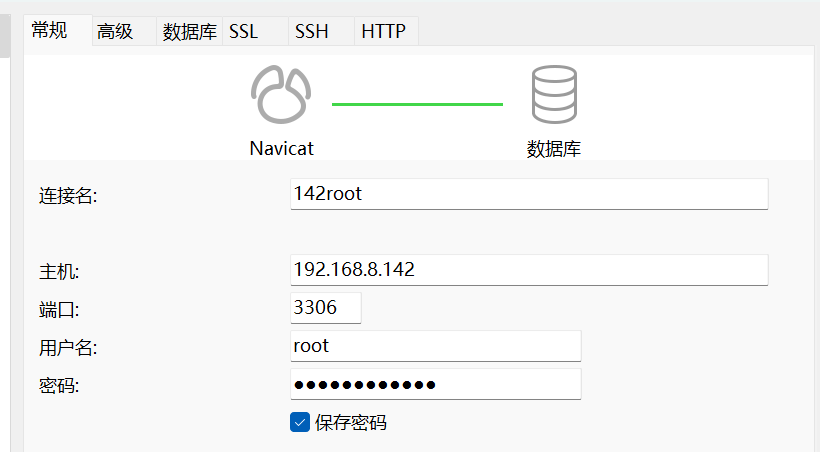 常规 高级 数据库 SSL SSH HTTP
Navicat 数据库
连接名: 142root
主机: 192.168.8.142
端口: 3306
用户名: root
密码: ●●●●●●●●●●●●
保存密码